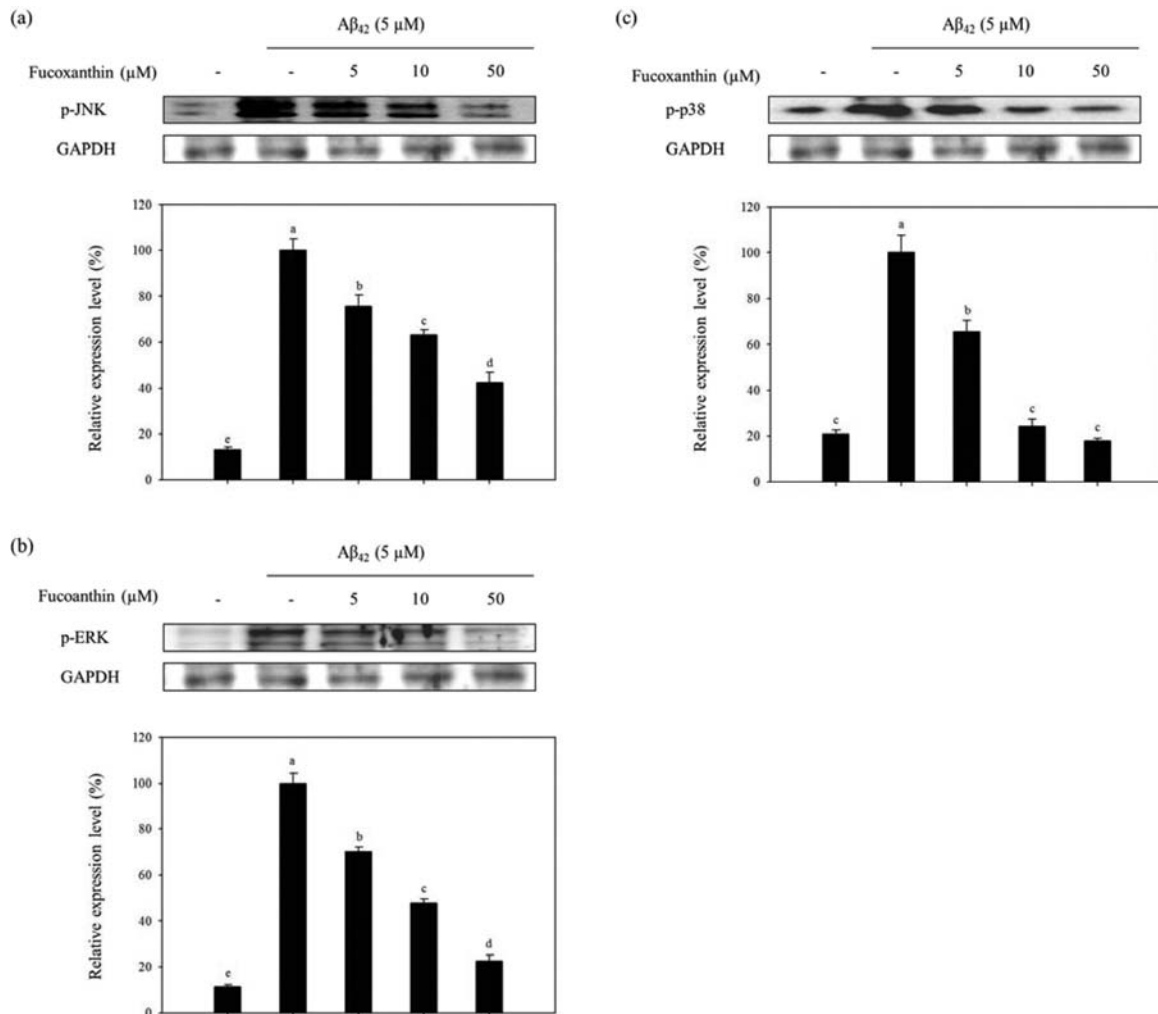 (a)
Aβ₄₂ (5 µM)
Fucoxanthin (µM) - - 5 10 50
p-JNK
GAPDH
120
100
80
60
40
20
0
Relative expression level (%)
e a b c d
(b)
Aβ₄₂ (5 µM)
Fucoanthin (µM) - - 5 10 50
p-ERK
GAPDH
120
100
80
60
40
20
0
Relative expression level (%)
e a b c d
(c)
Aβ₄₂ (5 µM)
Fucoxanthin (µM) - - 5 10 50
p-p38
GAPDH
120
100
80
60
40
20
0
Relative expression level (%)
c a b c c